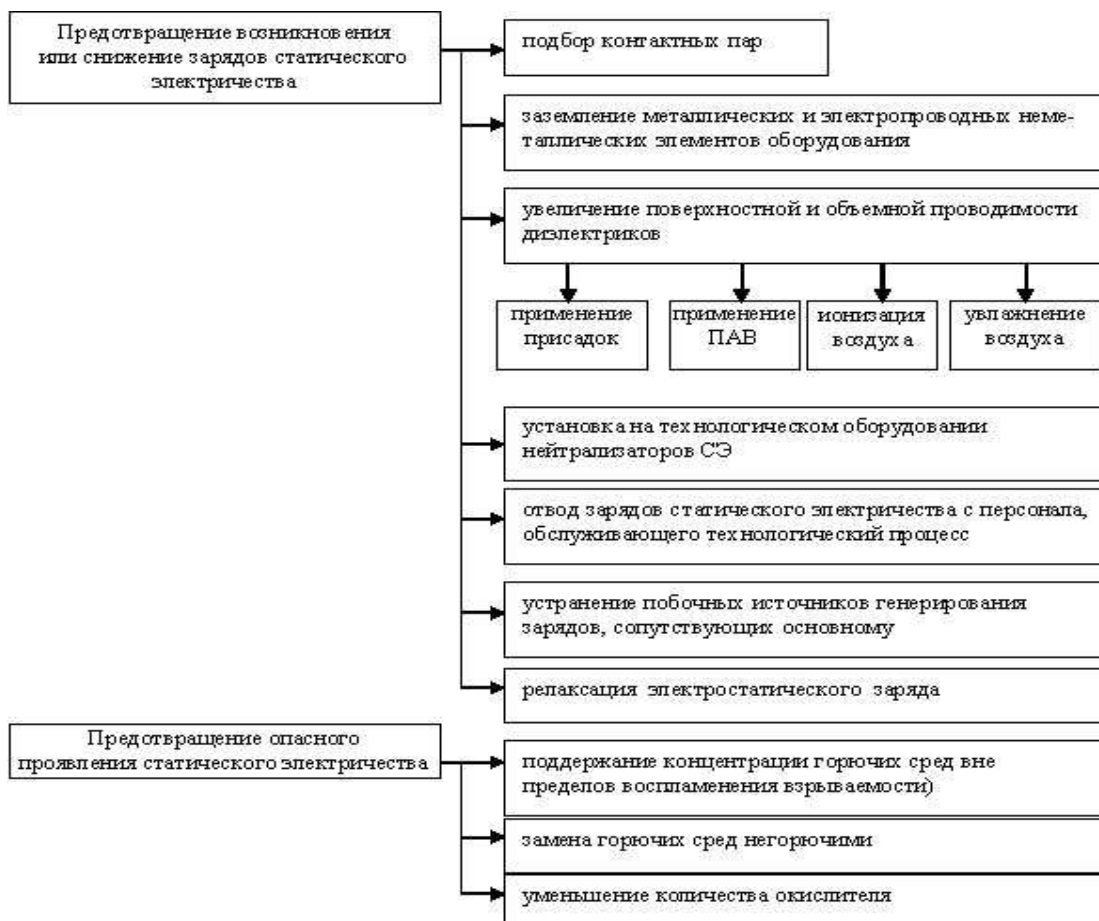 Предотвращение возникновения
или снижение зарядов статического
электричества
подбор контактных пар
заземление металлических и электропроводных неме-
таллических элементов оборудования
увеличение поверхностной и объемной проводимости
диэлектриков
применение
присадок
применение
ПАВ
ионизация
воздуха
увлажнение
воздуха
установка на технологическом оборудовании
нейтрализаторов СЭ
отвод зарядов статического электричества с персонала,
обслуживающего технологический процесс
устранение побочных источников генерирования
зарядов, сопутствующих основному
релаксация электростатического заряда
Предотвращение опасного
проявления статического электричества
поддержание концентрации горючих сред вне
пределов воспламенения взрываемости)
замена горючих сред негорючими
уменьшение количества окислителя